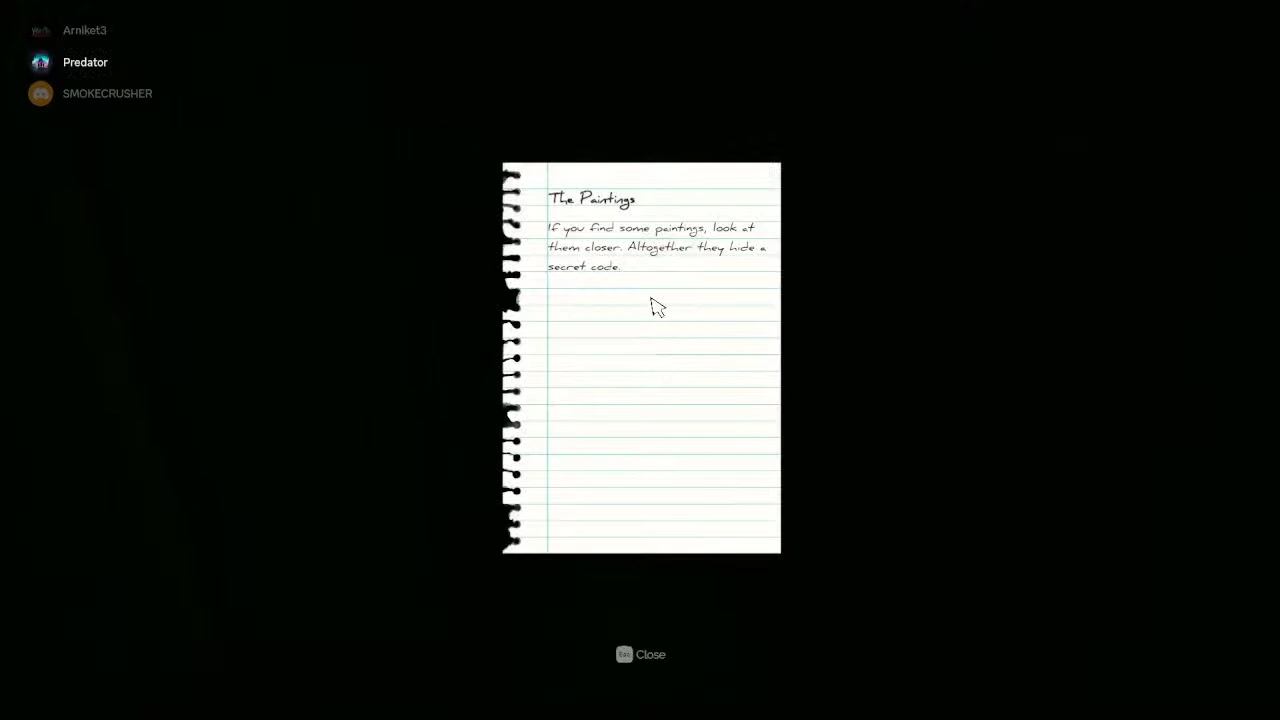 Arniket3
Predator
SMOKECRUSHER
The Paintings
If you find some paintings, look at
them closer. Altogether they hide a
secret code.
Esc Close